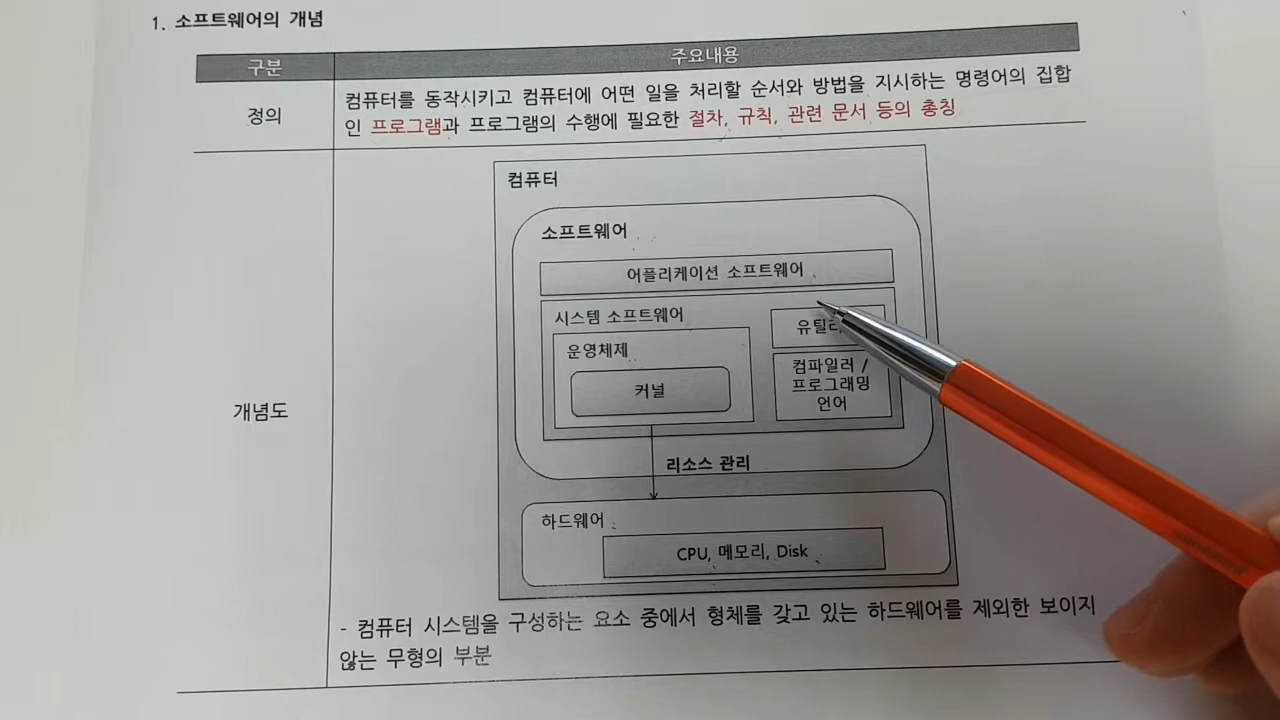 1. 소프트웨어의 개념
구분
주요내용
정의
컴퓨터를 동작시키고 컴퓨터에 어떤 일을 처리할 순서와 방법을 지시하는 명령어의 집합
인 프로그램과 프로그램의 수행에 필요한 절차, 규칙, 관련 문서 등의 총칭
개념도
컴퓨터
소프트웨어
어플리케이션 소프트웨어
시스템 소프트웨어
운영체제
커널
컴파일러 /
프로그래밍
언어
리소스 관리
하드웨어
CPU, 메모리, Disk
- 컴퓨터 시스템을 구성하는 요소 중에서 형체를 갖고 있는 하드웨어를 제외한 보이지
않는 무형의 부분